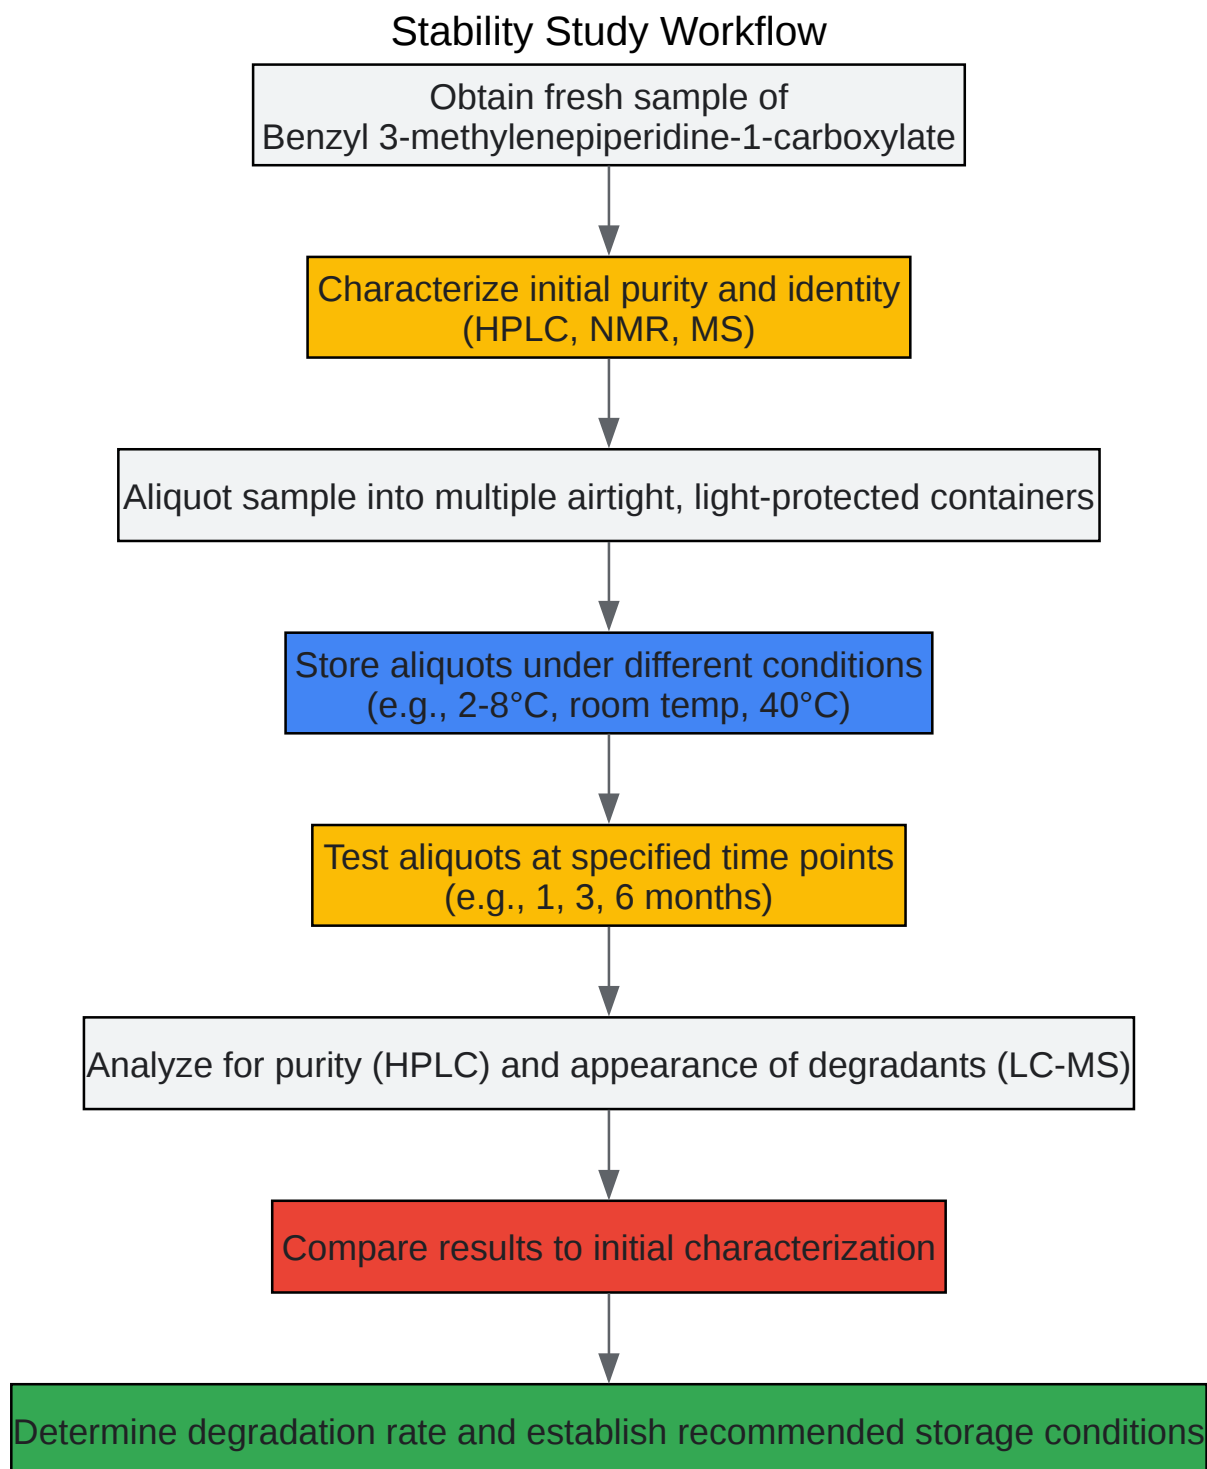 Stability Study Workflow
Obtain fresh sample of
Benzyl 3-methylenepiperidine-1-carboxylate
Characterize initial purity and identity
(HPLC, NMR, MS)
Aliquot sample into multiple airtight, light-protected containers
Store aliquots under different conditions
(e.g., 2-8°C, room temp, 40°C)
Test aliquots at specified time points
(e.g., 1, 3, 6 months)
Analyze for purity (HPLC) and appearance of degradants (LC-MS)
Compare results to initial characterization
Determine degradation rate and establish recommended storage conditions